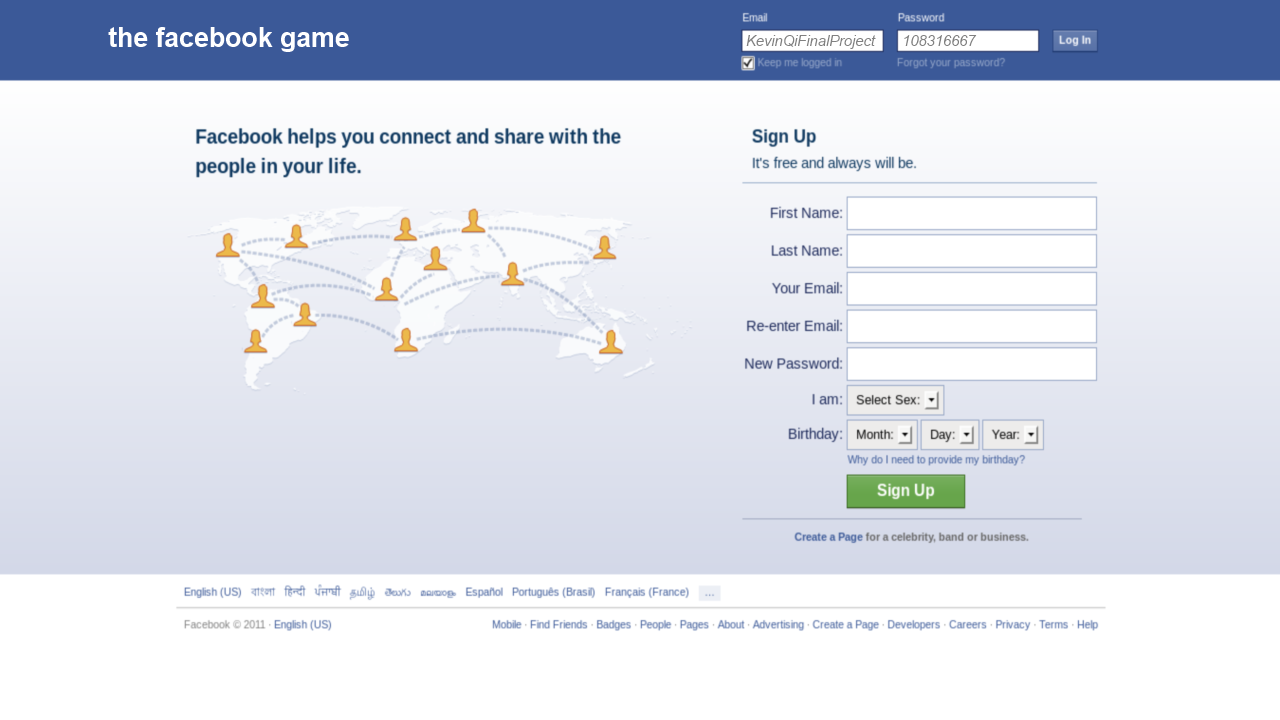 the facebook game
Email Password
KevinQiFinalProject 108316667 Log In
Keep me logged in Forgot your password?
Facebook helps you connect and share with the
people in your life.
Sign Up
It's free and always will be.
First Name:
Last Name:
Your Email:
Re-enter Email:
New Password:
I am: Select Sex:
Birthday: Month: Day: Year:
Why do I need to provide my birthday?
Sign Up
Create a Page for a celebrity, band or business.
English (US) বাংলা हिन्दी ਪੰਜਾਬੀ தமிழ் తెలుగు മലയാളം Español Português (Brasil) Français (France) ...
Facebook © 2011 · English (US) Mobile · Find Friends · Badges · People · Pages · About · Advertising · Create a Page · Developers · Careers · Privacy · Terms · Help